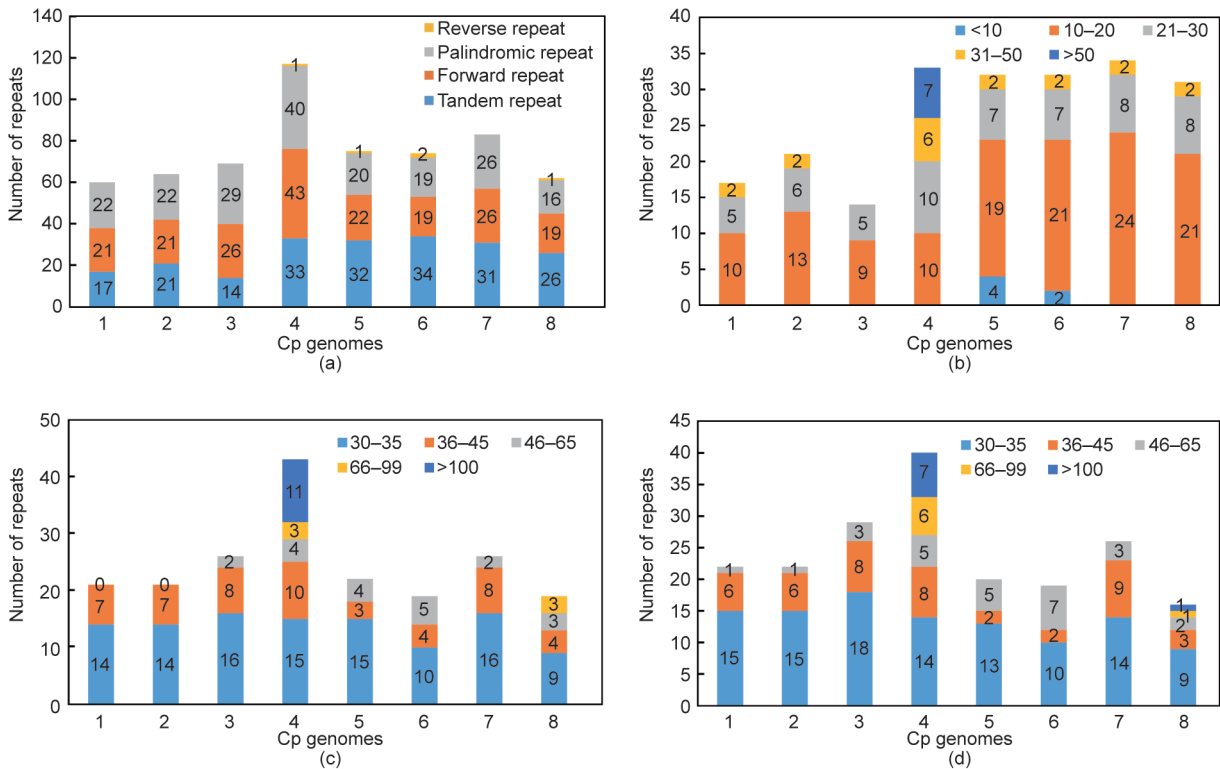 140
120
100
80
60
40
20
0
Number of repeats
Reverse repeat
Palindromic repeat
Forward repeat
Tandem repeat
22 21 17
22 21 21
29 26 14
1 40 43 33
1 20 22 32
2 19 19 34
26 26 31
1 16 19 26
1 2 3 4 5 6 7 8
Cp genomes
(a)
40
35
30
25
20
15
10
5
0
Number of repeats
<10 10–20 21–30
31–50 >50
2 5 10
2 6 13
5 9
7 6 10 10
2 7 19 4
2 7 21 2
2 8 24
2 8 21
1 2 3 4 5 6 7 8
Cp genomes
(b)
50
40
30
20
10
0
Number of repeats
30–35 36–45 46–65
66–99 >100
0 7 14
0 7 14
2 8 16
11 3 4 10 15
4 3 15
5 4 10
2 8 16
3 3 4 9
1 2 3 4 5 6 7 8
Cp genomes
(c)
45
40
35
30
25
20
15
10
5
0
Number of repeats
30–35 36–45 46–65
66–99 >100
1 6 15
1 6 15
3 8 18
7 6 5 8 14
5 2 13
7 2 10
3 9 14
1 1 2 3 9
1 2 3 4 5 6 7 8
Cp genomes
(d)